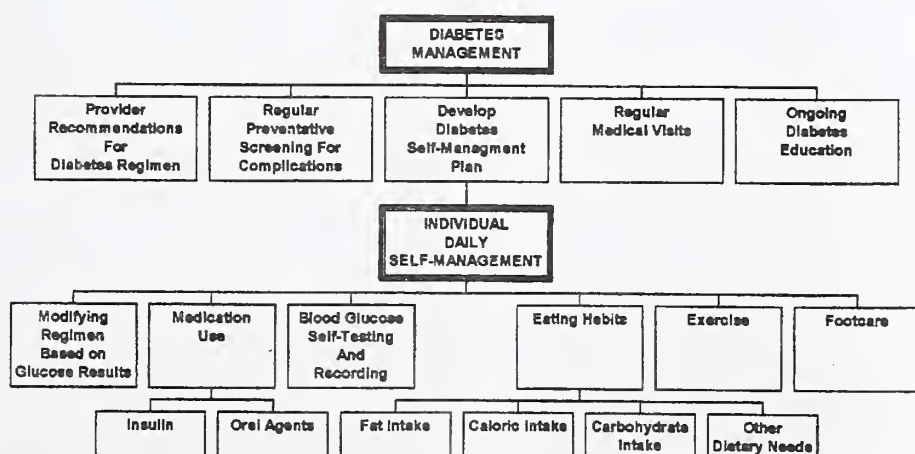 DIABETES
MANAGEMENT
Provider
Recommendations
For
Diabetes Regimen
Regular
Preventative
Screening For
Complications
Develop
Diabetes
Self-Managment
Plan
Regular
Medical Visits
Ongoing
Diabetes
Education
INDIVIDUAL
DAILY
SELF-MANAGEMENT
Modifying
Regimen
Based on
Glucose Results
Medication
Use
Blood Glucose
Self-Testing
And
Recording
Eating Habits
Exercise
Footcare
Insulin
Oral Agents
Fat Intake
Caloric Intake
Carbohydrate
Intake
Other
Dietary Needs